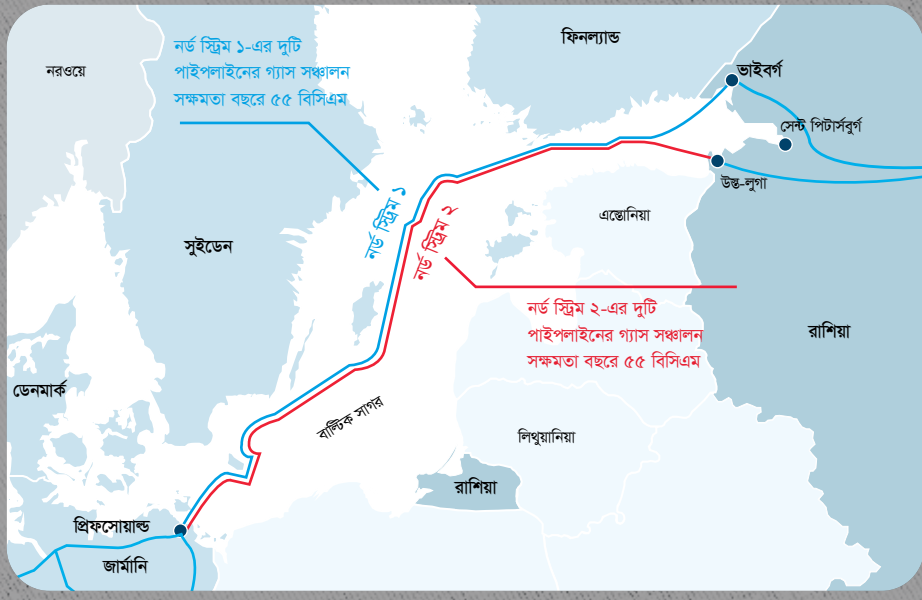 নর্ড স্ট্রিম ১-এর দুটি
পাইপলাইনের গ্যাস সঞ্চালন
সক্ষমতা বছরে ৫৫ বিসিএম
ফিনল্যান্ড
নরওয়ে
ভাইবর্গ
সেন্ট পিটার্সবুর্গ
উস্ত-লুগা
এস্তোনিয়া
নর্ড স্ট্রিম ১
নর্ড স্ট্রিম ২
সুইডেন
নর্ড স্ট্রিম ২-এর দুটি
পাইপলাইনের গ্যাস সঞ্চালন
সক্ষমতা বছরে ৫৫ বিসিএম
রাশিয়া
ডেনমার্ক
বাল্টিক সাগর
লিথুয়ানিয়া
রাশিয়া
গ্রিফসোয়াল্ড
জার্মানি